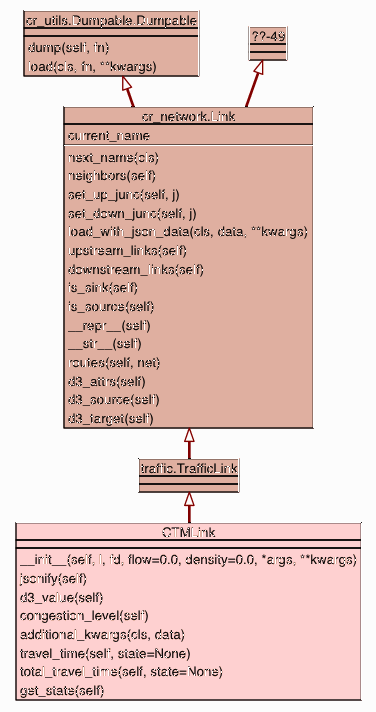 cr_utils.Dumpable.Dumpable
dump(self, fn)
load(cls, fn, **kwargs)
??-49
cr_network.Link
current_name
next_name(cls)
neighbors(self)
set_up_junc(self, j)
set_down_junc(self, j)
load_with_json_data(cls, data, **kwargs)
upstream_links(self)
downstream_links(self)
is_sink(self)
is_source(self)
__repr__(self)
__str__(self)
routes(self, net)
d3_attrs(self)
d3_source(self)
d3_target(self)
traffic.TrafficLink
CTMLink
__init__(self, l, fd, flow=0.0, density=0.0, *args, **kwargs)
jsonify(self)
d3_value(self)
congestion_level(self)
additional_kwargs(cls, data)
travel_time(self, state=None)
total_travel_time(self, state=None)
get_state(self)